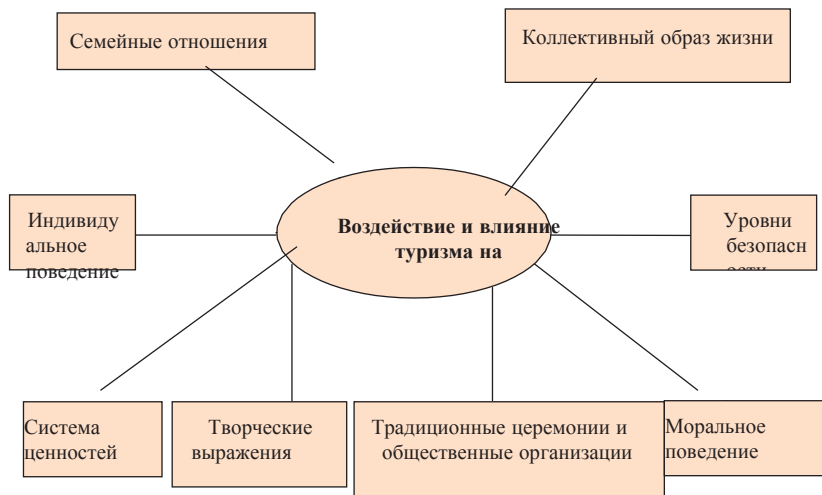 Семейные отношения
Коллективный образ жизни
Воздействие и влияние
туризма на
Индивиду
альное
поведение
Уровни
безопасн
ости
Система
ценностей
Творческие
выражения
Традиционные церемонии и
общественные организации
Моральное
поведение